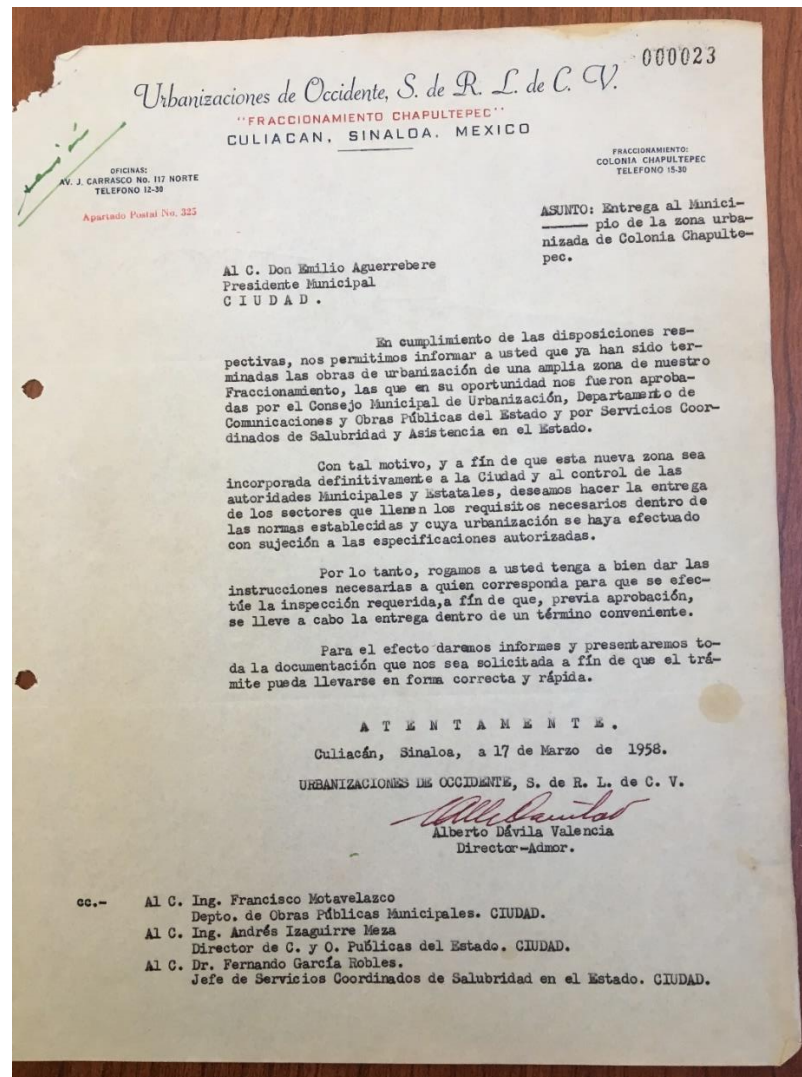 000023
Urbanizaciones de Occidente, S. de R. L. de C. V.
"FRACCIONAMIENTO CHAPULTEPEC"
CULIACAN, SINALOA, MEXICO
OFICINAS:
AV. J. CARRASCO No. 117 NORTE
TELEFONO 12-30
Apartado Postal No. 325
FRACCIONAMIENTO:
COLONIA CHAPULTEPEC
TELEFONO 15-30
ASUNTO: Entrega al Munici-
pio de la zona urba-
nizada de Colonia Chapulte-
pec.
Al C. Don Emilio Aguerrebere
Presidente Municipal
C I U D A D .
En cumplimiento de las disposiciones res-
pectivas, nos permitimos informar a usted que ya han sido ter-
minadas las obras de urbanización de una amplia zona de nuestro
Fraccionamiento, las que en su oportunidad nos fueron aproba-
das por el Consejo Municipal de Urbanización, Departamento de
Comunicaciones y Obras Públicas del Estado y por Servicios Coor-
dinados de Salubridad y Asistencia en el Estado.
Con tal motivo, y a fín de que esta nueva zona sea
incorporada definitivamente a la Ciudad y al control de las
autoridades Municipales y Estatales, deseamos hacer la entrega
de los sectores que llenen los requisitos necesarios dentro de
las normas establecidas y cuya urbanización se haya efectuado
con sujeción a las especificaciones autorizadas.
Por lo tanto, rogamos a usted tenga a bien dar las
instrucciones necesarias a quien corresponda para que se efec-
túe la inspección requerida,a fín de que, previa aprobación,
se lleve a cabo la entrega dentro de un término conveniente.
Para el efecto daremos informes y presentaremos to-
da la documentación que nos sea solicitada a fín de que el trá-
mite pueda llevarse en forma correcta y rápida.
A T E N T A M E N T E .
Culiacán, Sinaloa, a 17 de Marzo de 1958.
URBANIZACIONES DE OCCIDENTE, S. de R. L. de C. V.
Alberto Dávila Valencia
Director-Admor.
cc.- Al C. Ing. Francisco Motavelazco
Depto. de Obras Públicas Municipales. CIUDAD.
Al C. Ing. Andrés Izaguirre Meza
Director de C. y O. Publicas del Estado. CIUDAD.
Al C. Dr. Fernando García Robles.
Jefe de Servicios Coordinados de Salubridad en el Estado. CIUDAD.